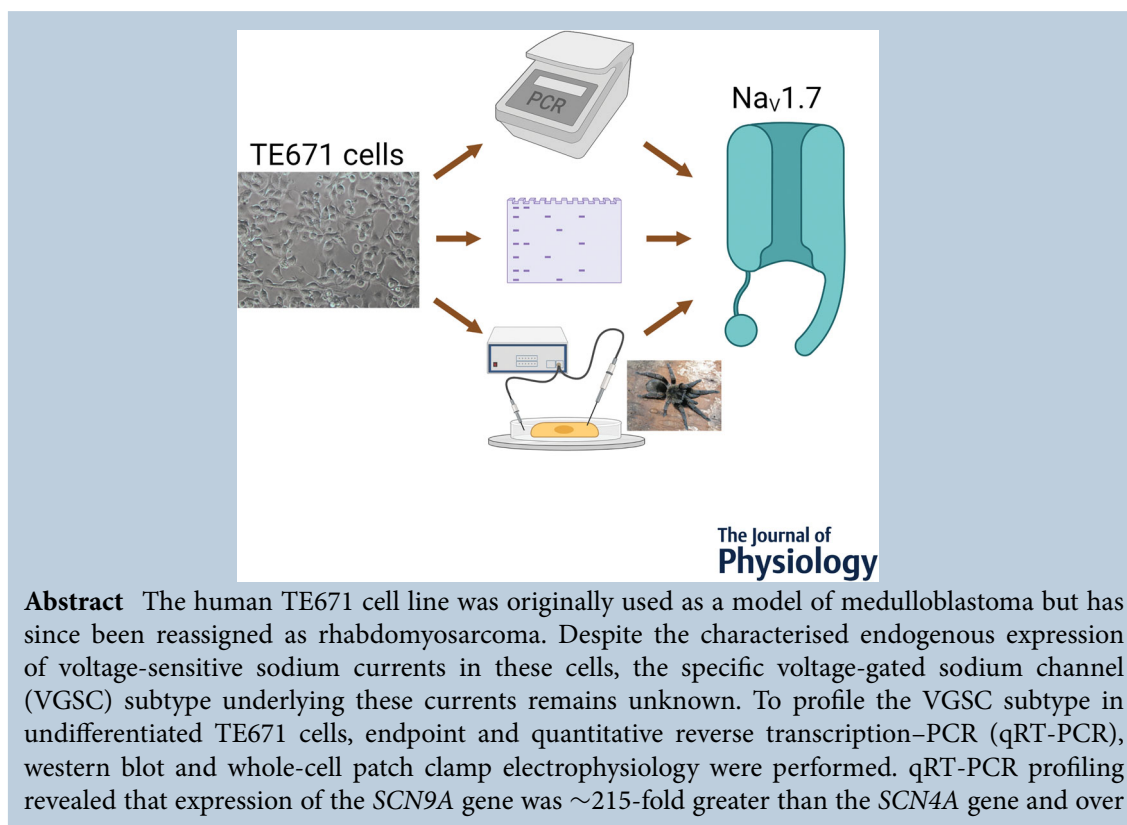 PCR
Na<sub>V</sub>1.7
TE671 cells
The Journal of
Physiology
Abstract The human TE671 cell line was originally used as a model of medulloblastoma but has
since been reassigned as rhabdomyosarcoma. Despite the characterised endogenous expression
of voltage-sensitive sodium currents in these cells, the specific voltage-gated sodium channel
(VGSC) subtype underlying these currents remains unknown. To profile the VGSC subtype in
undifferentiated TE671 cells, endpoint and quantitative reverse transcription–PCR (qRT-PCR),
western blot and whole-cell patch clamp electrophysiology were performed. qRT-PCR profiling
revealed that expression of the SCN9A gene was ∼215-fold greater than the SCN4A gene and over